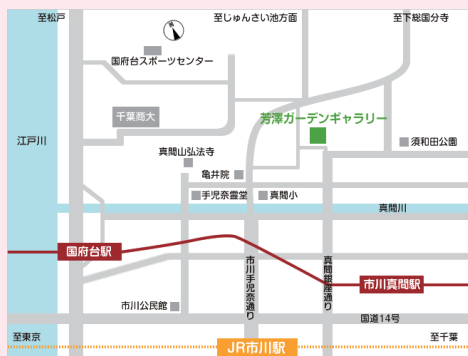 至松戸
至じゅんさい池方面
至下総国分寺
N
国府台スポーツセンター
千葉商大
芳澤ガーデンギャラリー
江戸川
真間山弘法寺
須和田公園
亀井院
手児奈霊堂
真間小
真間川
国府台駅
市川手児奈通り
真間銀座通り
市川真間駅
市川公民館
国道14号
至東京
JR市川駅
至千葉